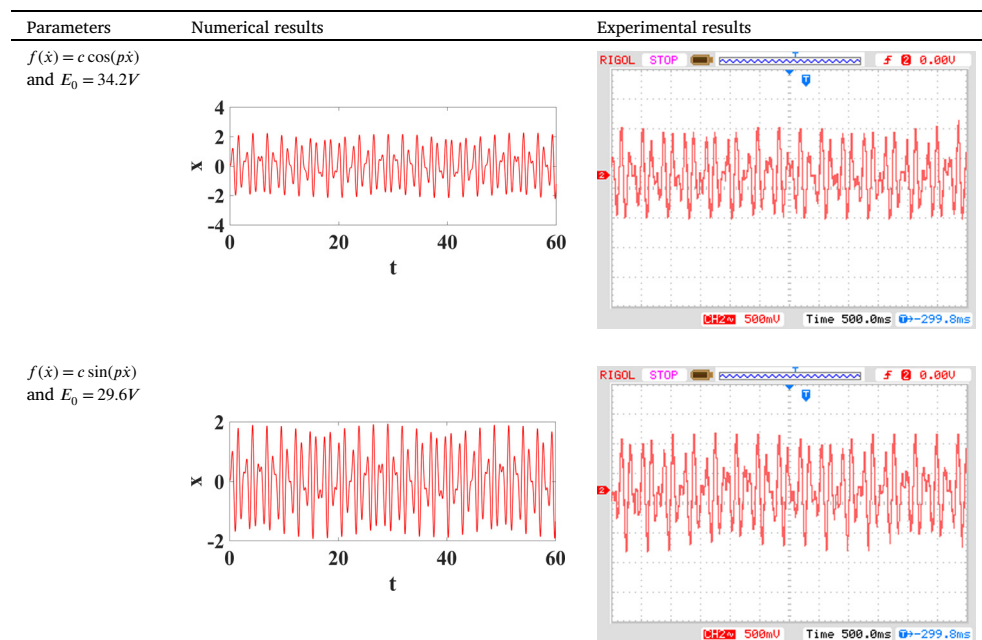 Parameters Numerical results Experimental results
f(ẋ) = c cos(pẋ)
and E₀ = 34.2V
4
2
0
-2
-4
x
0 20 40 60
t
RIGOL STOP T f 2 0.00V
T
2
CH2~ 500mV Time 500.0ms T→-299.8ms
f(ẋ) = c sin(pẋ)
and E₀ = 29.6V
2
0
-2
x
0 20 40 60
t
RIGOL STOP T f 2 0.00V
T
2
CH2~ 500mV Time 500.0ms T→-299.8ms